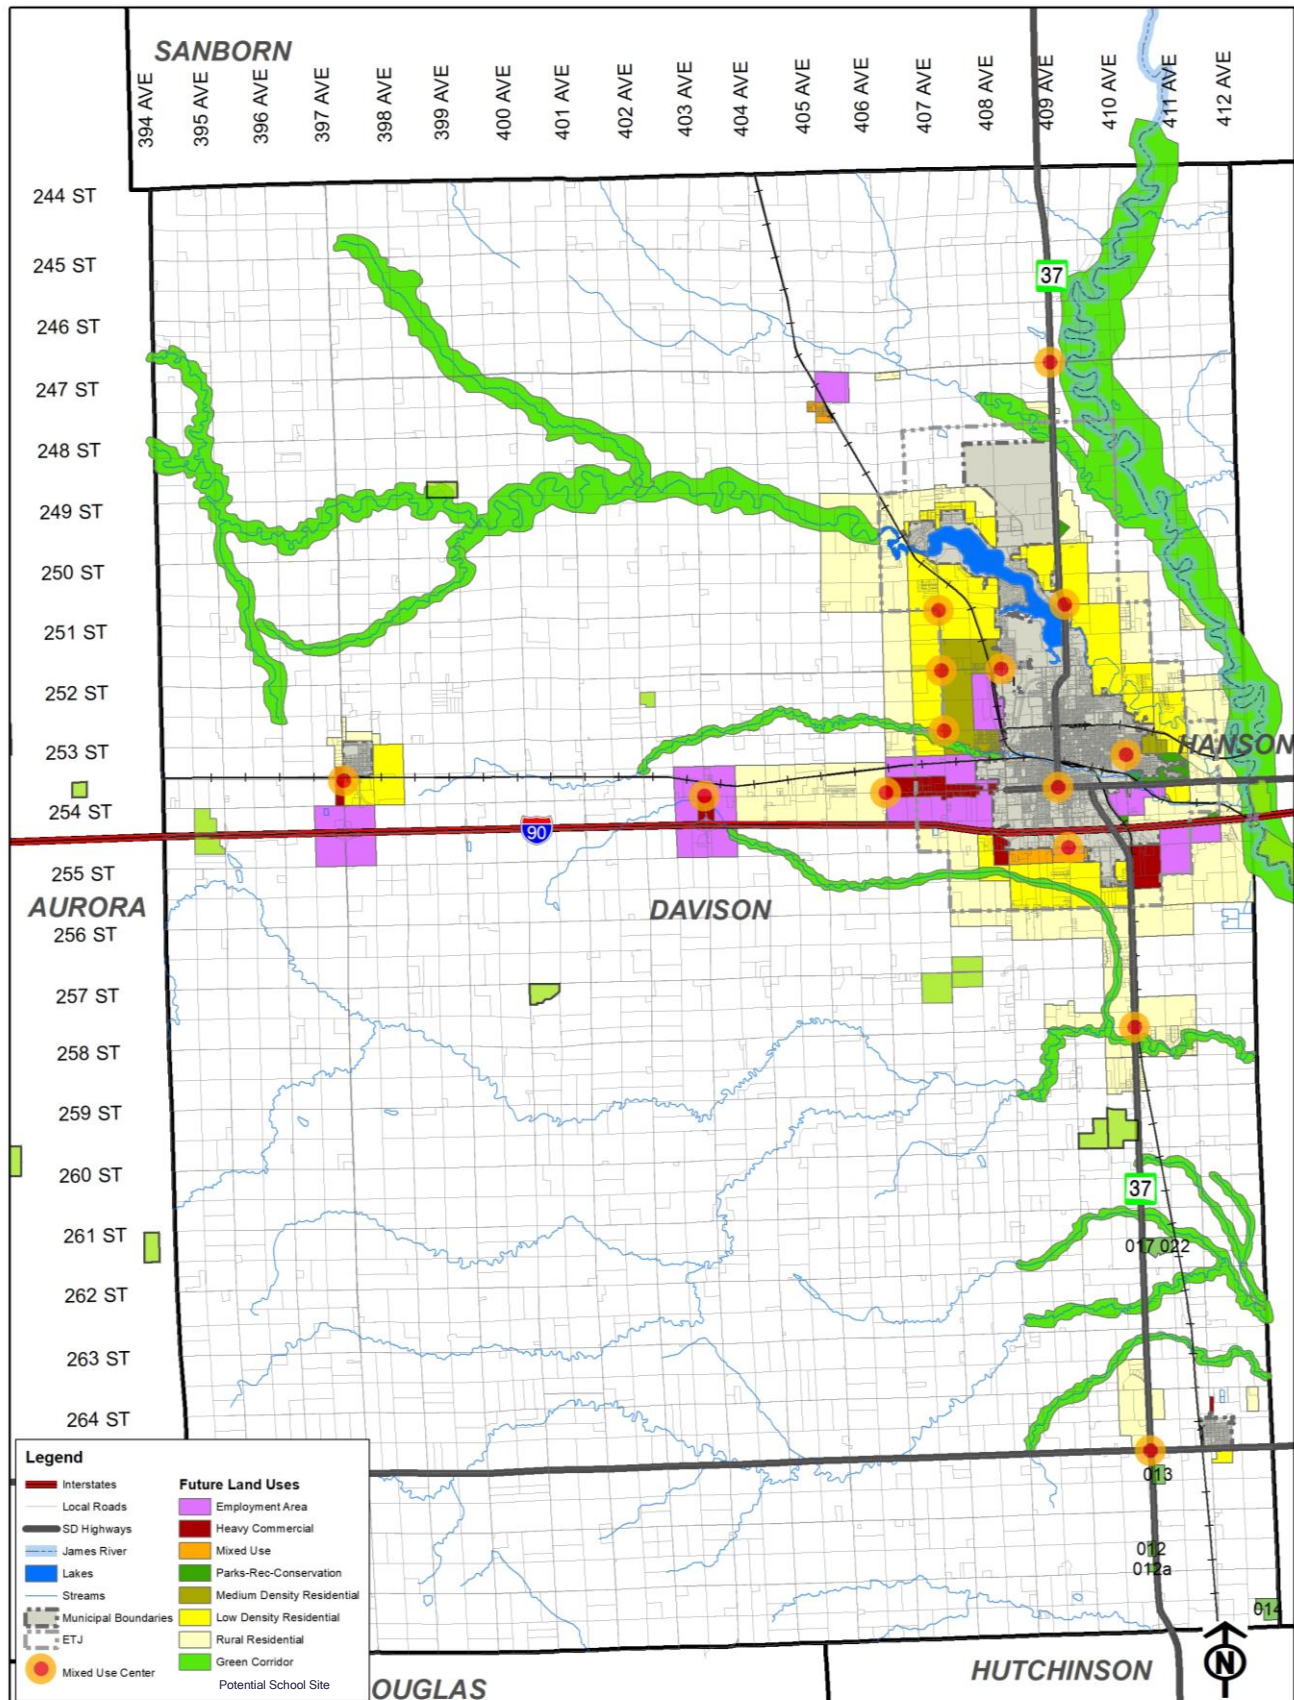 SANBORN
394 AVE
395 AVE
396 AVE
397 AVE
398 AVE
399 AVE
400 AVE
401 AVE
402 AVE
403 AVE
404 AVE
405 AVE
406 AVE
407 AVE
408 AVE
409 AVE
410 AVE
411 AVE
412 AVE
244 ST
245 ST
37
246 ST
247 ST
248 ST
249 ST
250 ST
251 ST
252 ST
253 ST
HANSON
254 ST
90
255 ST
AURORA
DAVISON
256 ST
257 ST
258 ST
259 ST
260 ST
37
261 ST
017 022
262 ST
263 ST
264 ST
013
012
012a
014
Legend
Interstates
Local Roads
SD Highways
James River
Lakes
Streams
Municipal Boundaries
ETJ
Mixed Use Center
Future Land Uses
Employment Area
Heavy Commercial
Mixed Use
Parks-Rec-Conservation
Medium Density Residential
Low Density Residential
Rural Residential
Green Corridor
Potential School Site
OUGLAS
HUTCHINSON
N